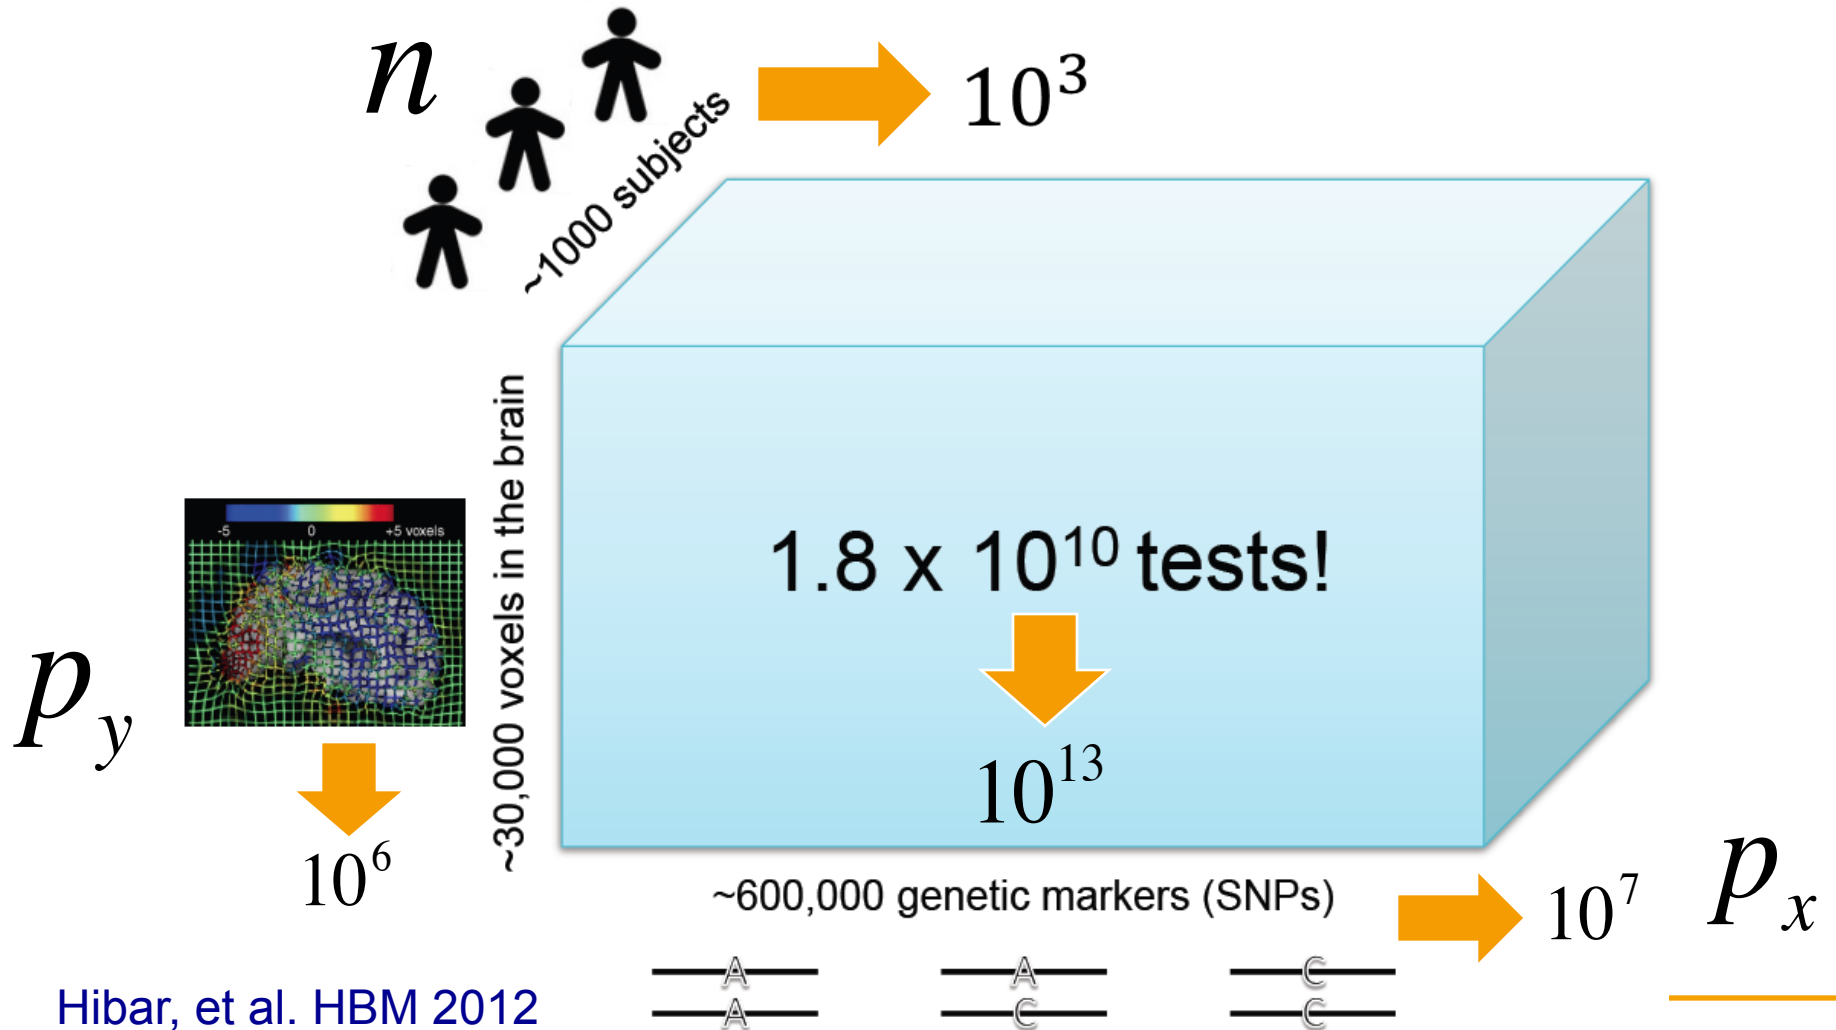 n
10³
~1000 subjects
~30,000 voxels in the brain
-5 0 +5 voxels
1.8 x 10¹⁰ tests!
10¹³
p_y
10⁶
~600,000 genetic markers (SNPs)
10⁷
p_x
A A C
A C C
Hibar, et al. HBM 2012